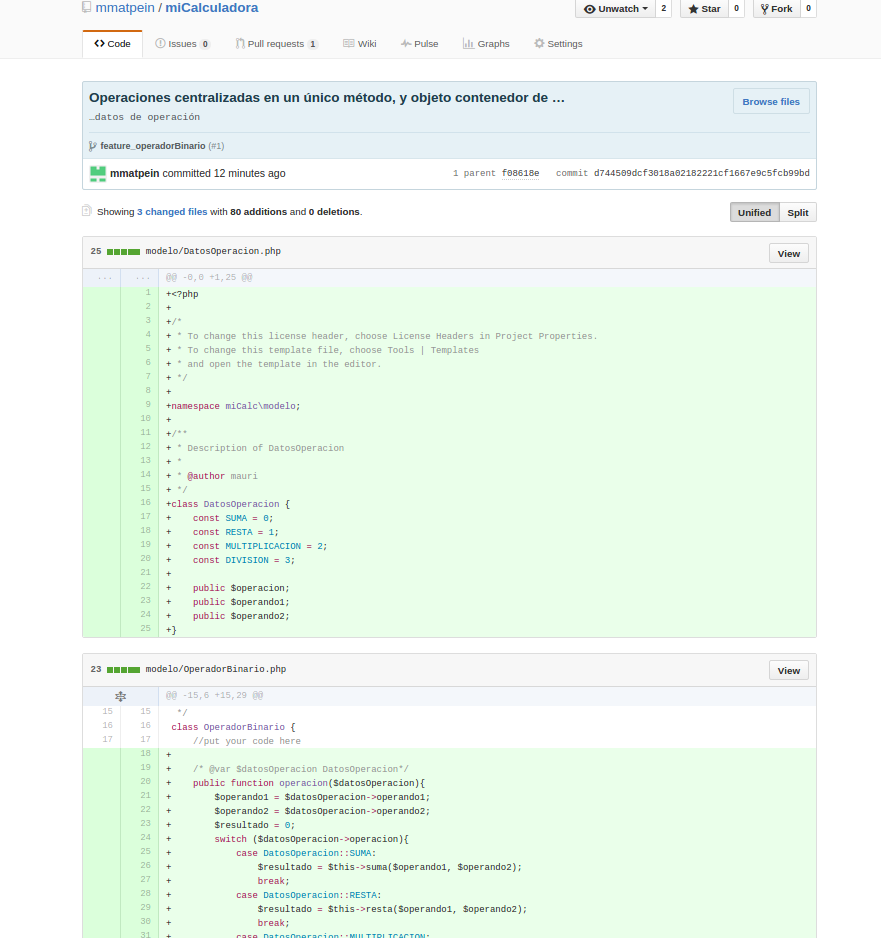 mmatpein / miCalculadora
Unwatch 2 Star 0 Fork 0
Code Issues 0 Pull requests 1 Wiki Pulse Graphs Settings
Operaciones centralizadas en un único método, y objeto contenedor de …
Browse files
…datos de operación
feature_operadorBinario (#1)
mmatpein committed 12 minutes ago 1 parent f08618e commit d744509dcf3018a02182221cf1667e9c5fcb99bd
Showing 3 changed files with 80 additions and 0 deletions. Unified Split
25 modelo/DatosOperacion.php View
... ... @@ -0,0 +1,25 @@
1 +<?php
2 +
3 +/*
4 + * To change this license header, choose License Headers in Project Properties.
5 + * To change this template file, choose Tools | Templates
6 + * and open the template in the editor.
7 + */
8 +
9 +namespace miCalc\modelo;
10 +
11 +/**
12 + * Description of DatosOperacion
13 + *
14 + * @author mauri
15 + */
16 +class DatosOperacion {
17 + const SUMA = 0;
18 + const RESTA = 1;
19 + const MULTIPLICACION = 2;
20 + const DIVISION = 3;
21 +
22 + public $operacion;
23 + public $operando1;
24 + public $operando2;
25 +}
23 modelo/OperadorBinario.php View
@@ -15,6 +15,29 @@
15 15 */
16 16 class OperadorBinario {
17 17 //put your code here
18 +
19 + /* @var $datosOperacion DatosOperacion*/
20 + public function operacion($datosOperacion){
21 + $operando1 = $datosOperacion->operando1;
22 + $operando2 = $datosOperacion->operando2;
23 + $resultado = 0;
24 + switch ($datosOperacion->operacion){
25 + case DatosOperacion::SUMA:
26 + $resultado = $this->suma($operando1, $operando2);
27 + break;
28 + case DatosOperacion::RESTA:
29 + $resultado = $this->resta($operando1, $operando2);
30 + break;
31 + case DatosOperacion::MULTIPLICACION: